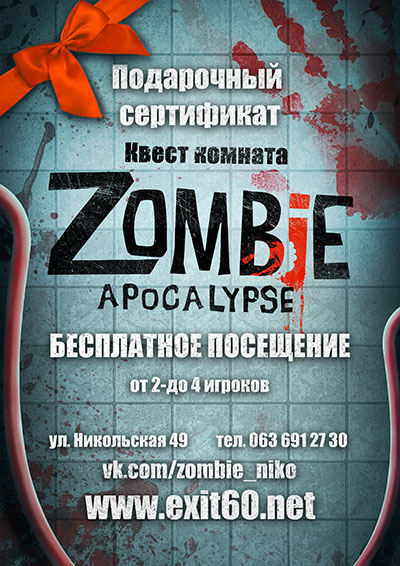 Подарочный
сертификат
Квест комната
ZOMBiE
APOCALYPSE
БЕСПЛАТНОЕ ПОСЕЩЕНИЕ
от 2-до 4 игроков
ул. Никольская 49 тел. 063 691 27 30
vk.com/zombie_niko
www.exit60.net